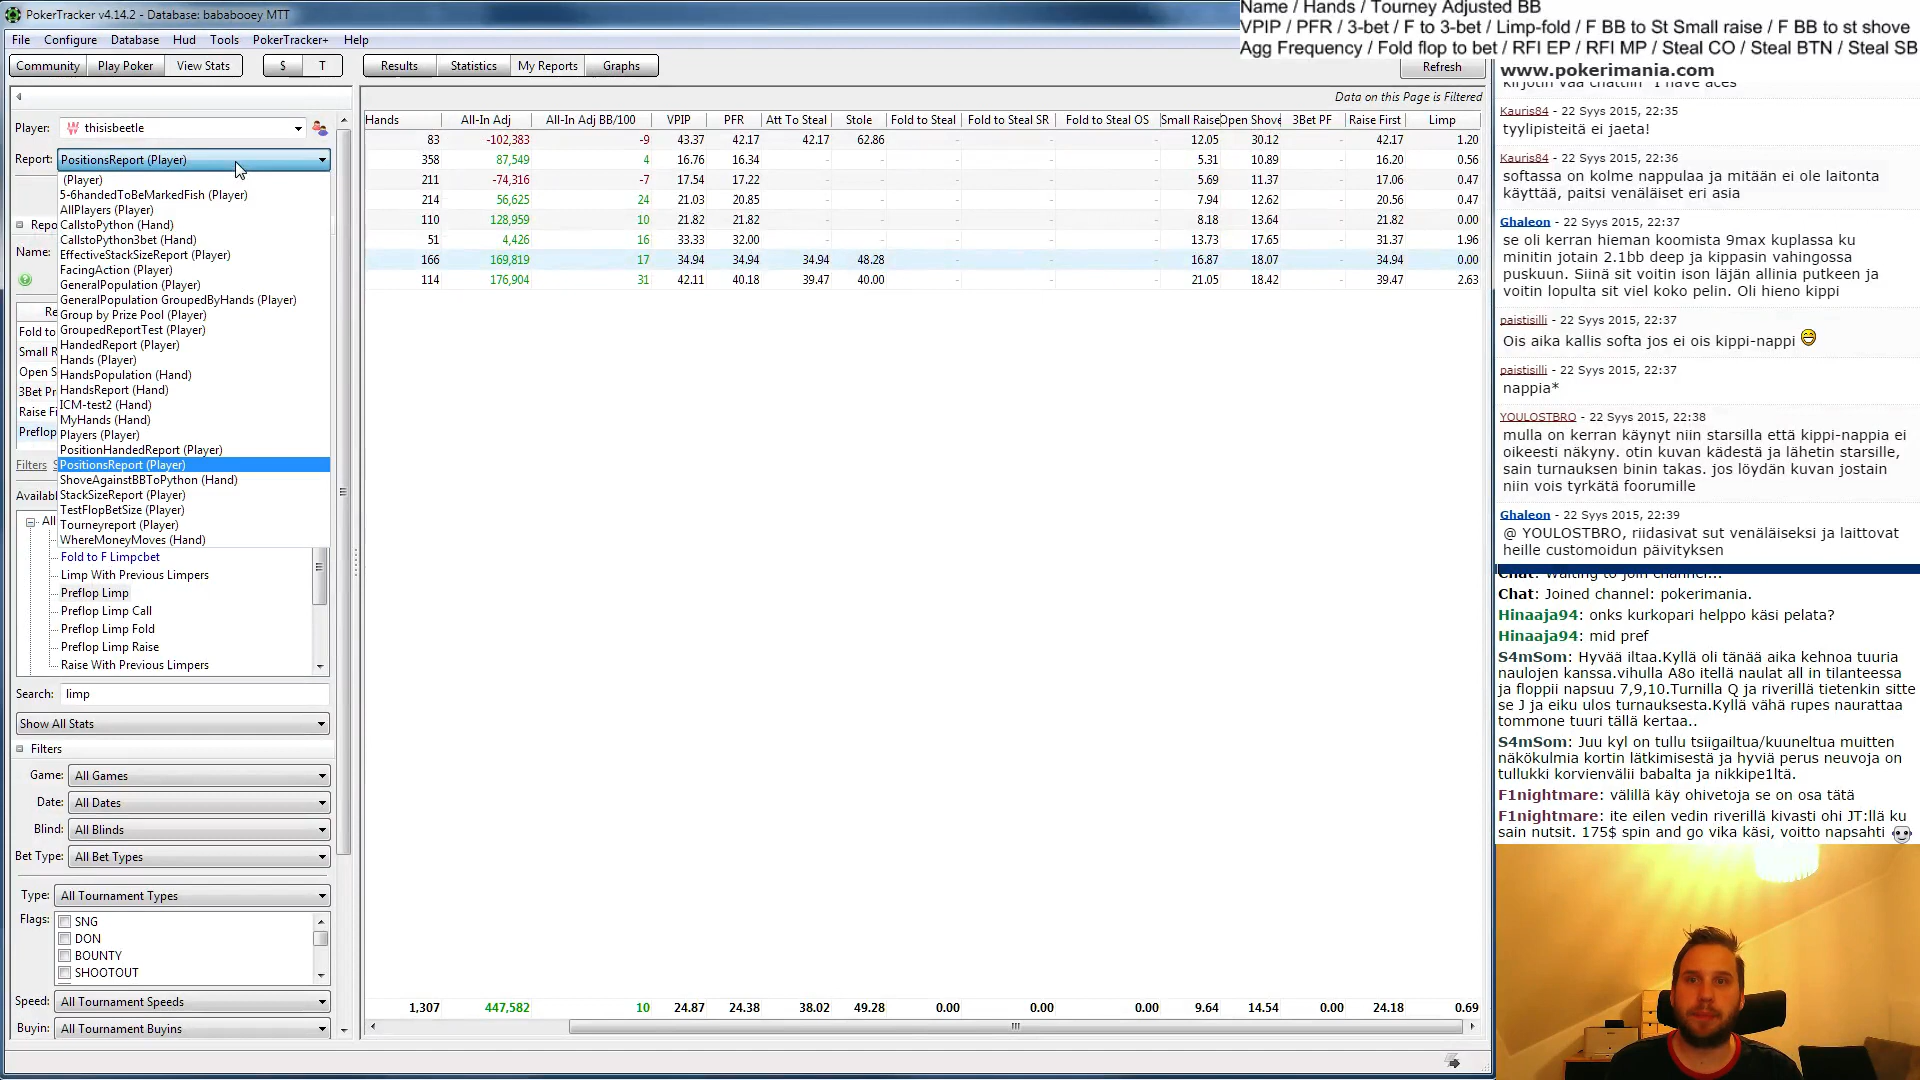 PokerTracker v4.14.2 - Database: bababooey MTT
File Configure Database Hud Tools PokerTracker+ Help
Community Play Poker View Stats $ T Results Statistics My Reports Graphs Refresh
Data on this Page is Filtered
Player: thisisbeetle
Report: PositionsReport (Player)
(Player)
5-6handedToBeMarkedFish (Player)
AllPlayers (Player)
CallstoPython (Hand)
CallstoPython3bet (Hand)
EffectiveStackSizeReport (Player)
FacingAction (Player)
GeneralPopulation (Player)
GeneralPopulation GroupedByHands (Player)
Group by Prize Pool (Player)
GroupedReportTest (Player)
HandedReport (Player)
Hands (Player)
HandsPopulation (Hand)
HandsReport (Hand)
ICM-test2 (Hand)
MyHands (Hand)
Players (Player)
PositionHandedReport (Player)
PositionsReport (Player)
ShoveAgainstBBToPython (Hand)
StackSizeReport (Player)
TestFlopBetSize (Player)
Tourneyreport (Player)
WhereMoneyMoves (Hand)
Repo
Name:
Re
Fold to
Small R
Open S
3Bet Pr
Raise Fi
Preflop
Filters S
Availab
All
Fold to F Limpcbet
Limp With Previous Limpers
Preflop Limp
Preflop Limp Call
Preflop Limp Fold
Preflop Limp Raise
Raise With Previous Limpers
Search: limp
Show All Stats
Filters
Game: All Games
Date: All Dates
Blind: All Blinds
Bet Type: All Bet Types
Type: All Tournament Types
Flags: SNG
DON
BOUNTY
SHOOTOUT
Speed: All Tournament Speeds
Buyin: All Tournament Buyins
Hands All-In Adj All-In Adj BB/100 VPIP PFR Att To Steal Stole Fold to Steal Fold to Steal SR Fold to Steal OS Small Raise Open Shove 3Bet PF Raise First Limp
83 -102,383 -9 43.37 42.17 42.17 62.86 - - - 12.05 30.12 - 42.17 1.20
358 87,549 4 16.76 16.34 - - - - - 5.31 10.89 - 16.20 0.56
211 -74,316 -7 17.54 17.22 - - - - - 5.69 11.37 - 17.06 0.47
214 56,625 24 21.03 20.85 - - - - - 7.94 12.62 - 20.56 0.47
110 128,959 10 21.82 21.82 - - - - - 8.18 13.64 - 21.82 0.00
51 4,426 16 33.33 32.00 - - - - - 13.73 17.65 - 31.37 1.96
166 169,819 17 34.94 34.94 34.94 48.28 - - - 16.87 18.07 - 34.94 0.00
114 176,904 31 42.11 40.18 39.47 40.00 - - - 21.05 18.42 - 39.47 2.63
1,307 447,582 10 24.87 24.38 38.02 49.28 0.00 0.00 0.00 9.64 14.54 0.00 24.18 0.69
Name / Hands / Tourney Adjusted BB
VPIP / PFR / 3-bet / F to 3-bet / Limp-fold / F BB to St Small raise / F BB to st shove
Agg Frequency / Fold flop to bet / RFI EP / RFI MP / Steal CO / Steal BTN / Steal SB
www.pokerimania.com
kirjotin vaa chattiin "I have aces"
Kauris84 - 22 Syys 2015, 22:35
tyylipisteitä ei jaeta!
Kauris84 - 22 Syys 2015, 22:36
softassa on kolme nappulaa ja mitään ei ole laitonta
käyttää, paitsi venäläiset eri asia
Ghaleon - 22 Syys 2015, 22:37
se oli kerran hieman koomista 9max kuplassa ku
minitin jotain 2.1bb deep ja kippasin vahingossa
puskuun. Siinä sit voitin ison läjän allinia putkeen ja
voitin lopulta sit viel koko pelin. Oli hieno kippi
paistisilli - 22 Syys 2015, 22:37
Ois aika kallis softa jos ei ois kippi-nappi
paistisilli - 22 Syys 2015, 22:37
nappia*
YOULOSTBRO - 22 Syys 2015, 22:38
mulla on kerran käynyt niin starsilla että kippi-nappia ei
oikeesti näkyny. otin kuvan kädestä ja lähetin starsille,
sain turnauksen binin takas. jos löydän kuvan jostain
niin vois tyrkätä foorumille
Ghaleon - 22 Syys 2015, 22:39
@ YOULOSTBRO, riidasivat sut venäläiseksi ja laittovat
heille customoidun päivityksen
Chat: Waiting to join channel...
Chat: Joined channel: pokerimania.
Hinaaja94: onks kurkopari helppo käsi pelata?
Hinaaja94: mid pref
S4mSom: Hyvää iltaa.Kyllä oli tänää aika kehnoa tuuria
naulojen kanssa.vihulla A8o itellä naulat all in tilanteessa
ja floppii napsuu 7,9,10.Turnilla Q ja riverillä tietenkin sitte
se J ja eiku ulos turnauksesta.Kyllä vähä rupes naurattaa
tommone tuuri tällä kertaa..
S4mSom: Juu kyl on tullu tsiigailtua/kuuneltua muitten
näkökulmia kortin lätkimisestä ja hyviä perus neuvoja on
tullukki korvienvälii babalta ja nikkipe1ltä.
F1nightmare: välillä käy ohivetoja se on osa tätä
F1nightmare: ite eilen vedin riverillä kivasti ohi JT:llä ku
sain nutsit. 175$ spin and go vika käsi, voitto napsahti